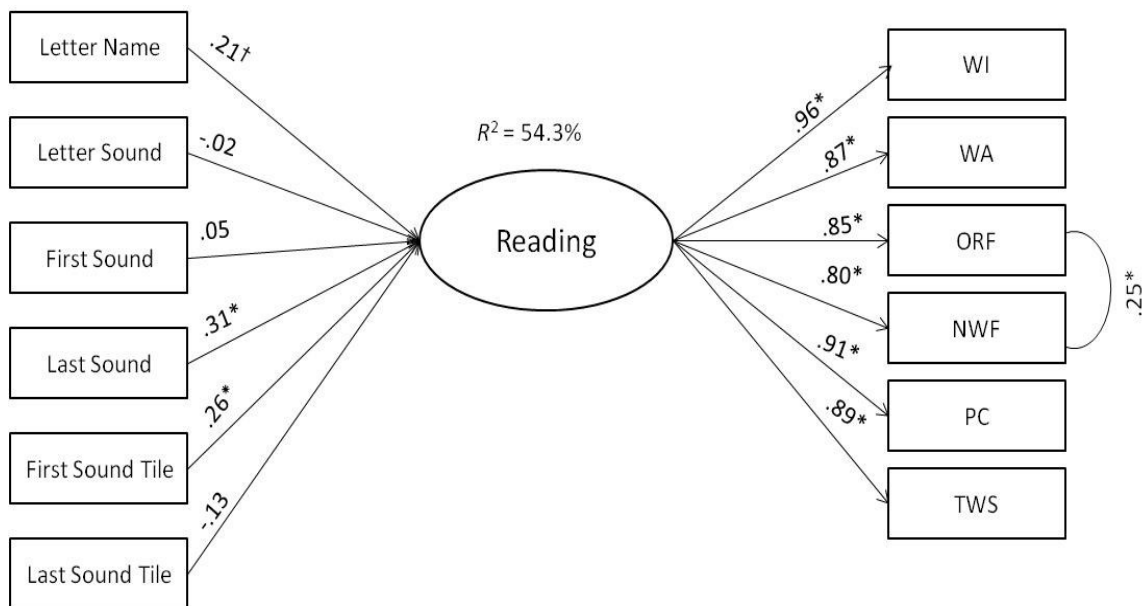 Letter Name
Letter Sound
First Sound
Last Sound
First Sound Tile
Last Sound Tile
.21†
-.02
.05
.31*
.26*
-.13
R² = 54.3%
Reading
.96*
.87*
.85*
.80*
.91*
.89*
WI
WA
ORF
NWF
PC
TWS
.25*